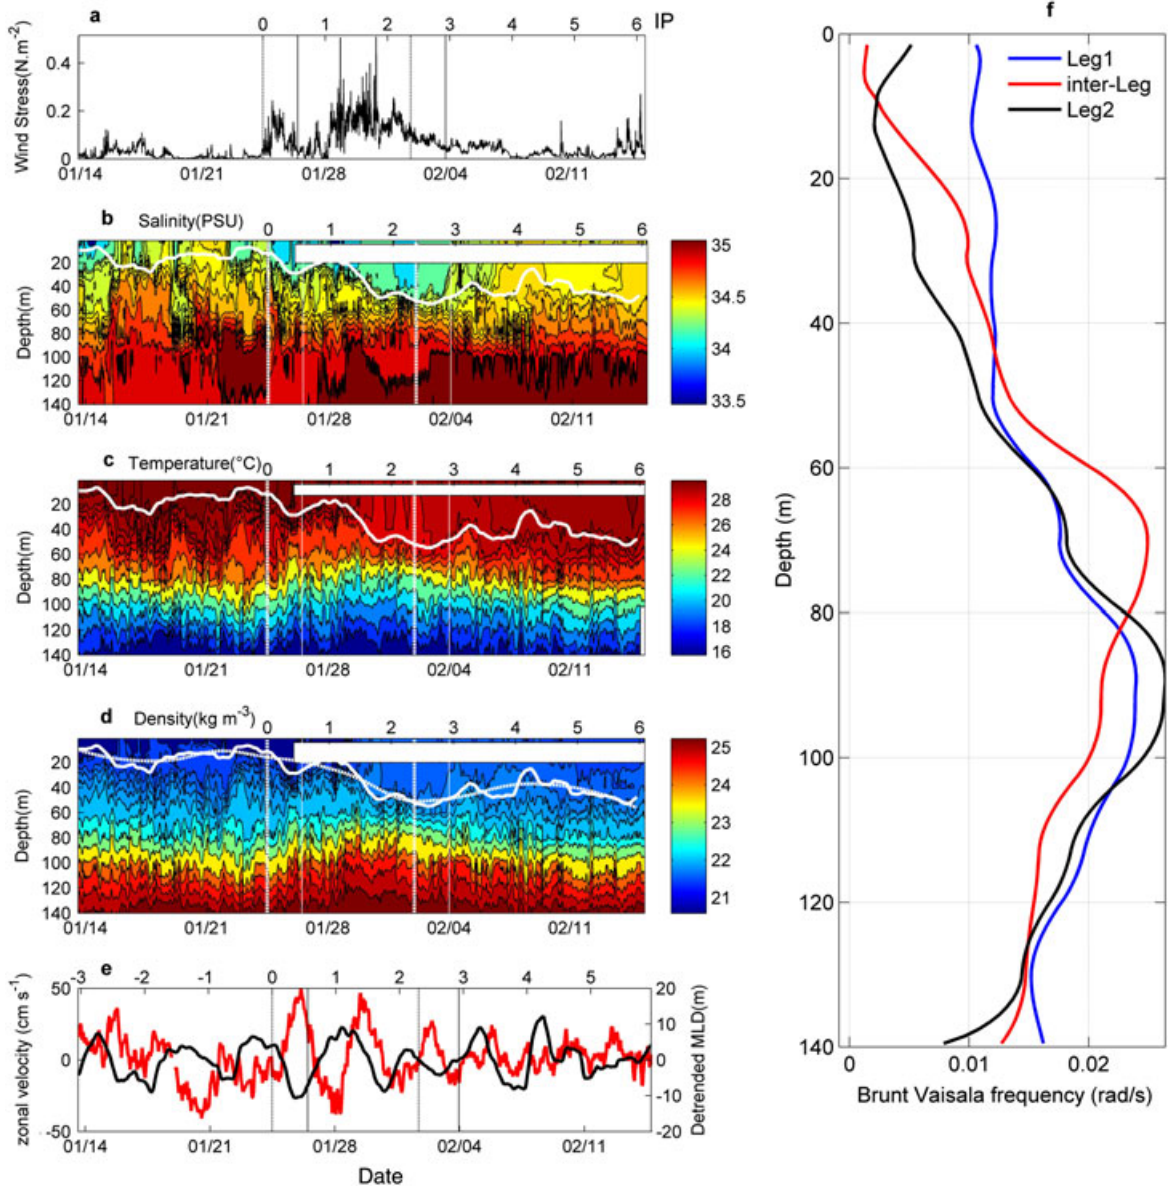 a
0 1 2 3 4 5 6 IP
Wind Stress(N.m-2)
0.4
0.2
0
01/14 01/21 01/28 02/04 02/11
b Salinity(PSU) 0 1 2 3 4 5 6
Depth(m)
20
40
60
80
100
120
140
01/14 01/21 01/28 02/04 02/11
35
34.5
34
33.5
c Temperature(°C) 0 1 2 3 4 5 6
Depth(m)
20
40
60
80
100
120
140
01/14 01/21 01/28 02/04 02/11
28
26
24
22
20
18
16
d Density(kg m-3) 0 1 2 3 4 5 6
Depth(m)
20
40
60
80
100
120
140
01/14 01/21 01/28 02/04 02/11
25
24
23
22
21
e
-3 -2 -1 0 1 2 3 4 5
zonal velocity (cm s-1)
50
0
-50
20
10
0
-10
-20
Detrended MLD(m)
01/14 01/21 01/28 02/04 02/11
Date
f
Leg1
inter-Leg
Leg2
Depth (m)
0
20
40
60
80
100
120
140
0 0.01 0.02
Brunt Vaisala frequency (rad/s)